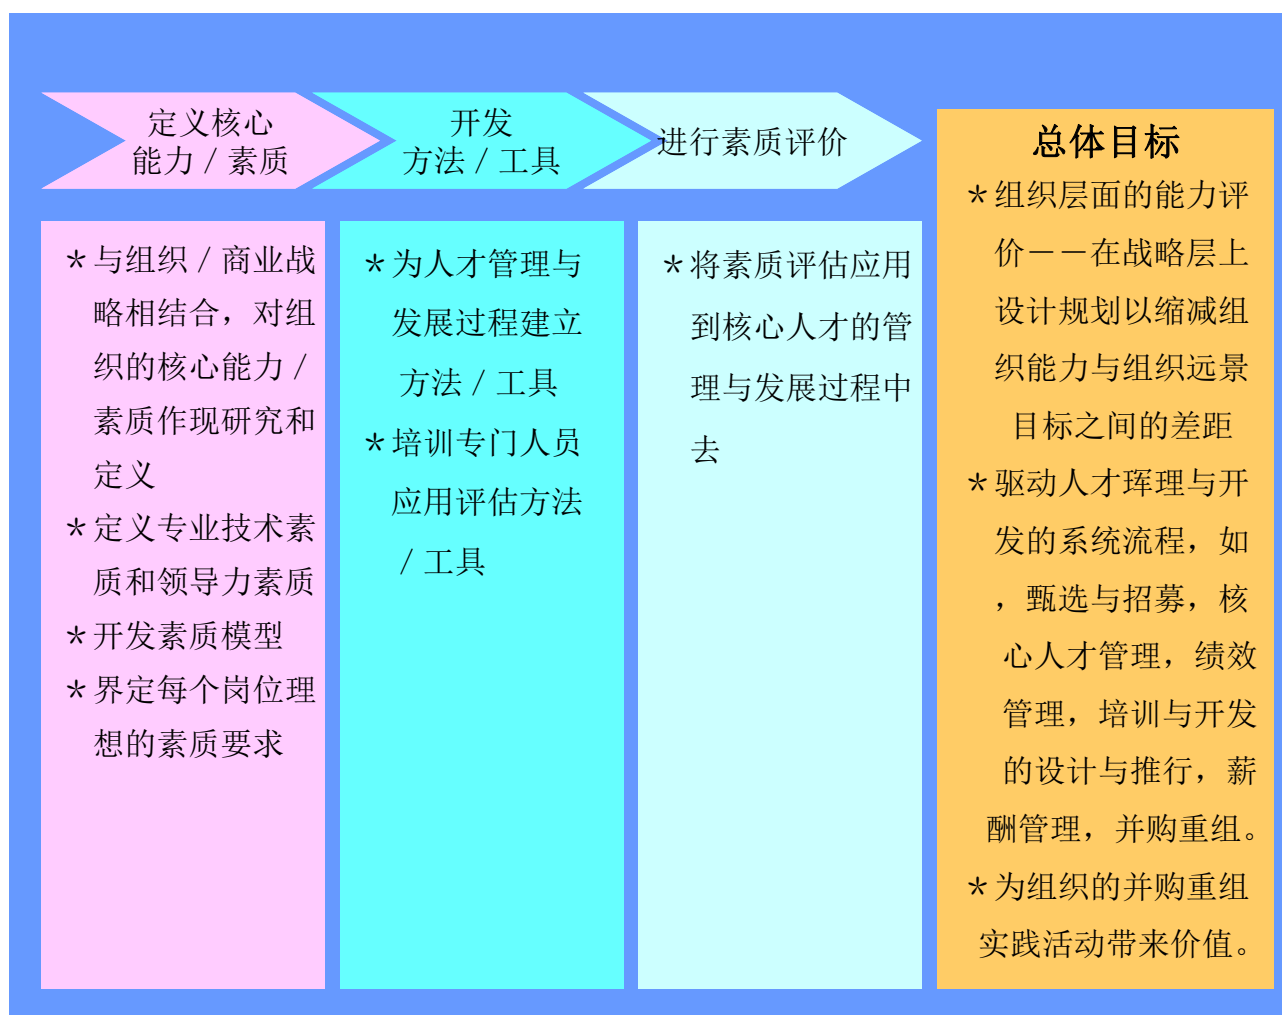 定义核心
能力／素质
开发
方法／工具
进行素质评价
＊与组织／商业战
略相结合，对组
织的核心能力／
素质作现研究和
定义
＊定义专业技术素
质和领导力素质
＊开发素质模型
＊界定每个岗位理
想的素质要求
＊为人才管理与
发展过程建立
方法／工具
＊培训专门人员
应用评估方法
／工具
＊将素质评估应用
到核心人才的管
理与发展过程中
去
总体目标
＊组织层面的能力评
价－－在战略层上
设计规划以缩减组
织能力与组织远景
目标之间的差距
＊驱动人才珲理与开
发的系统流程，如
，甄选与招募，核
心人才管理，绩效
管理，培训与开发
的设计与推行，薪
酬管理，并购重组。
＊为组织的并购重组
实践活动带来价值。